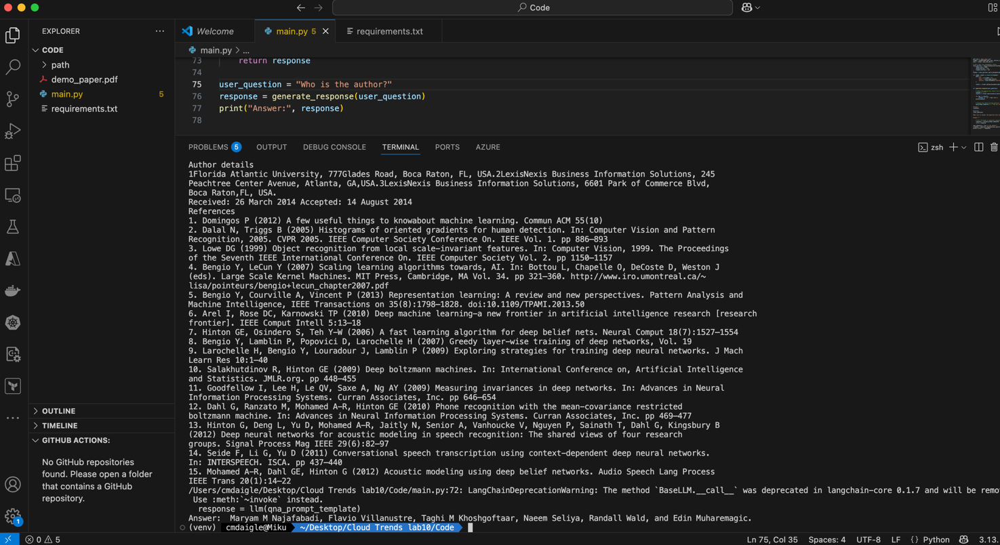 Code
EXPLORER
CODE
path
demo_paper.pdf
main.py 5
requirements.txt
OUTLINE
TIMELINE
GITHUB ACTIONS:
No GitHub repositories
found. Please open a folder
that contains a GitHub
repository.
1
Welcome
main.py 5
requirements.txt
main.py > ...
73 return response
74
75 user_question = "Who is the author?"
76 response = generate_response(user_question)
77 print("Answer:", response)
78
PROBLEMS 5 OUTPUT DEBUG CONSOLE TERMINAL PORTS AZURE
zsh
Author details
1Florida Atlantic University, 777Glades Road, Boca Raton, FL, USA.2LexisNexis Business Information Solutions, 245
Peachtree Center Avenue, Atlanta, GA,USA.3LexisNexis Business Information Solutions, 6601 Park of Commerce Blvd,
Boca Raton,FL, USA.
Received: 26 March 2014 Accepted: 14 August 2014
References
1. Domingos P (2012) A few useful things to knowabout machine learning. Commun ACM 55(10)
2. Dalal N, Triggs B (2005) Histograms of oriented gradients for human detection. In: Computer Vision and Pattern
Recognition, 2005. CVPR 2005. IEEE Computer Society Conference On. IEEE Vol. 1. pp 886–893
3. Lowe DG (1999) Object recognition from local scale-invariant features. In: Computer Vision, 1999. The Proceedings
of the Seventh IEEE International Conference On. IEEE Computer Society Vol. 2. pp 1150–1157
4. Bengio Y, LeCun Y (2007) Scaling learning algorithms towards, AI. In: Bottou L, Chapelle O, DeCoste D, Weston J
(eds). Large Scale Kernel Machines. MIT Press, Cambridge, MA Vol. 34. pp 321–360. http://www.iro.umontreal.ca/~
lisa/pointeurs/bengio+lecun_chapter2007.pdf
5. Bengio Y, Courville A, Vincent P (2013) Representation learning: A review and new perspectives. Pattern Analysis and
Machine Intelligence, IEEE Transactions on 35(8):1798–1828. doi:10.1109/TPAMI.2013.50
6. Arel I, Rose DC, Karnowski TP (2010) Deep machine learning-a new frontier in artificial intelligence research [research
frontier]. IEEE Comput Intell 5:13–18
7. Hinton GE, Osindero S, Teh Y-W (2006) A fast learning algorithm for deep belief nets. Neural Comput 18(7):1527–1554
8. Bengio Y, Lamblin P, Popovici D, Larochelle H (2007) Greedy layer-wise training of deep networks, Vol. 19
9. Larochelle H, Bengio Y, Louradour J, Lamblin P (2009) Exploring strategies for training deep neural networks. J Mach
Learn Res 10:1–40
10. Salakhutdinov R, Hinton GE (2009) Deep boltzmann machines. In: International Conference on, Artificial Intelligence
and Statistics. JMLR.org. pp 448–455
11. Goodfellow I, Lee H, Le QV, Saxe A, Ng AY (2009) Measuring invariances in deep networks. In: Advances in Neural
Information Processing Systems. Curran Associates, Inc. pp 646–654
12. Dahl G, Ranzato M, Mohamed A-R, Hinton GE (2010) Phone recognition with the mean-covariance restricted
boltzmann machine. In: Advances in Neural Information Processing Systems. Curran Associates, Inc. pp 469–477
13. Hinton G, Deng L, Yu D, Mohamed A-R, Jaitly N, Senior A, Vanhoucke V, Nguyen P, Sainath T, Dahl G, Kingsbury B
(2012) Deep neural networks for acoustic modeling in speech recognition: The shared views of four research
groups. Signal Process Mag IEEE 29(6):82–97
14. Seide F, Li G, Yu D (2011) Conversational speech transcription using context-dependent deep neural networks.
In: INTERSPEECH. ISCA. pp 437–440
15. Mohamed A-R, Dahl GE, Hinton G (2012) Acoustic modeling using deep belief networks. Audio Speech Lang Process
IEEE Trans 20(1):14–22
/Users/cmdaigle/Desktop/Cloud Trends lab10/Code/main.py:72: LangChainDeprecationWarning: The method `BaseLLM.__call__` was deprecated in langchain-core 0.1.7 and will be remo
Use :meth:`~invoke` instead.
response = llm(qna_prompt_template)
Answer: Maryam M Najafabadi, Flavio Villanustre, Taghi M Khoshgoftaar, Naeem Seliya, Randall Wald, and Edin Muharemagic.
(venv) cmdaigle@Miku ~/Desktop/Cloud Trends lab10/Code
0 5 Ln 75, Col 35 Spaces: 4 UTF-8 LF {} Python 3.13.